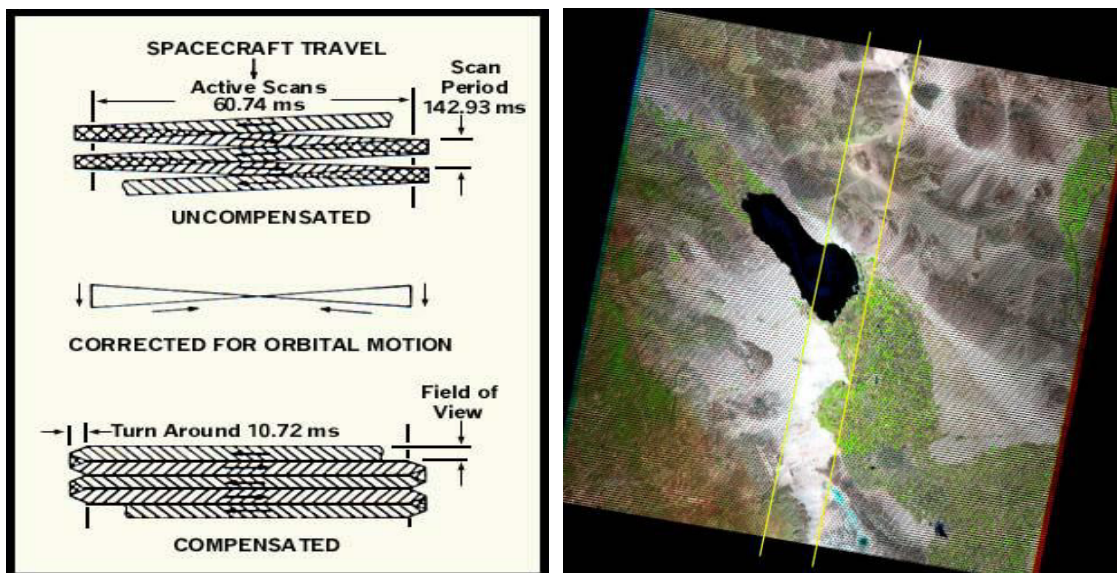 SPACECRAFT TRAVEL
Active Scans
60.74 ms
Scan
Period
142.93 ms
UNCOMPENSATED
CORRECTED FOR ORBITAL MOTION
Field of
View
Turn Around 10.72 ms
COMPENSATED